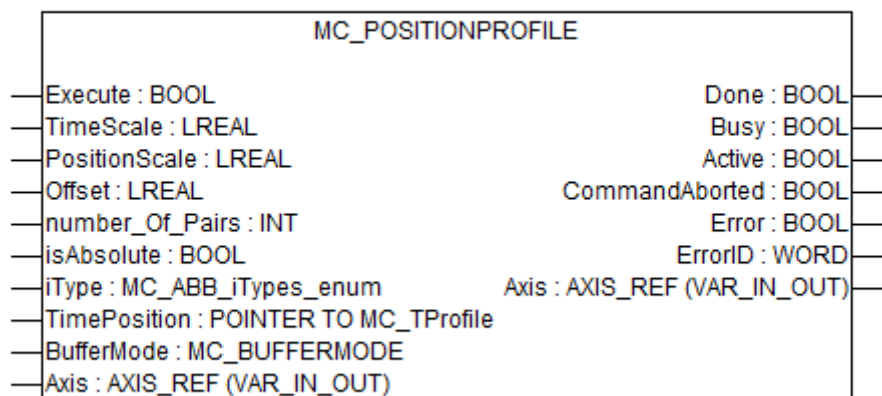 MC_POSITIONPROFILE
Execute : BOOL
Done : BOOL
TimeScale : LREAL
Busy : BOOL
PositionScale : LREAL
Active : BOOL
Offset : LREAL
CommandAborted : BOOL
number_Of_Pairs : INT
Error : BOOL
isAbsolute : BOOL
ErrorID : WORD
iType : MC_ABB_iTypes_enum
Axis : AXIS_REF (VAR_IN_OUT)
TimePosition : POINTER TO MC_TProfile
BufferMode : MC_BUFFERMODE
Axis : AXIS_REF (VAR_IN_OUT)